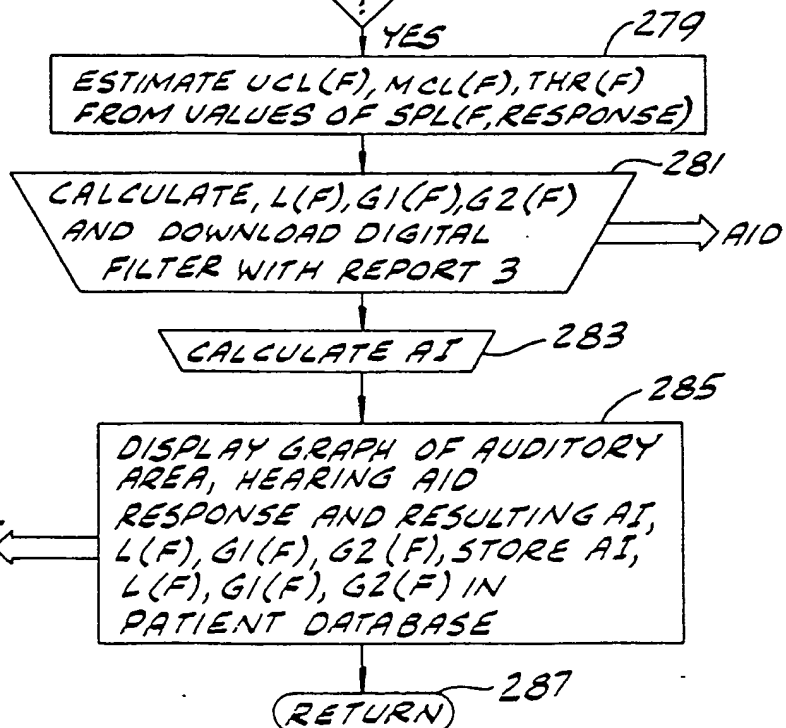 ?
YES
279
ESTIMATE UCL(F), MCL(F), THR(F)
FROM VALUES OF SPL(F, RESPONSE)
281
CALCULATE, L(F), G1(F), G2(F)
AND DOWNLOAD DIGITAL
FILTER WITH REPORT 3
AID
CALCULATE AI
283
285
DISPLAY GRAPH OF AUDITORY
AREA, HEARING AID
RESPONSE AND RESULTING AI,
L(F), G1(F), G2(F), STORE AI,
L(F), G1(F), G2(F) IN
PATIENT DATABASE
287
RETURN